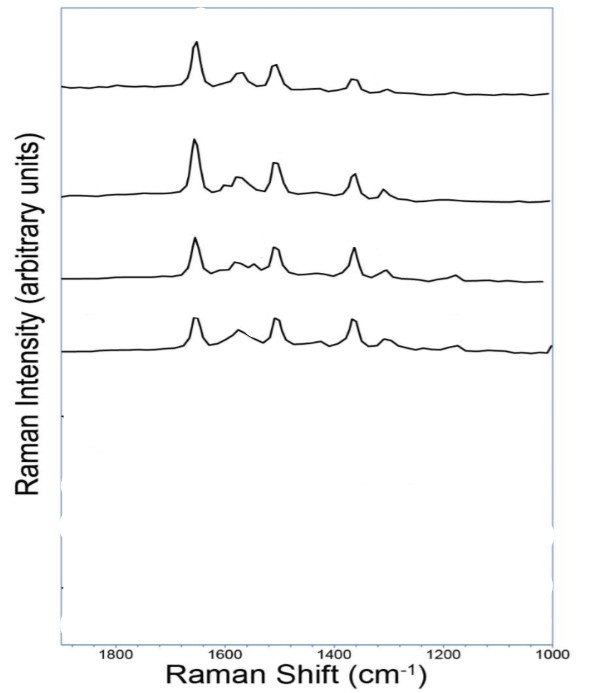 Raman Intensity (arbitrary units)
1800 1600 1400 1200 1000
Raman Shift (cm⁻¹)